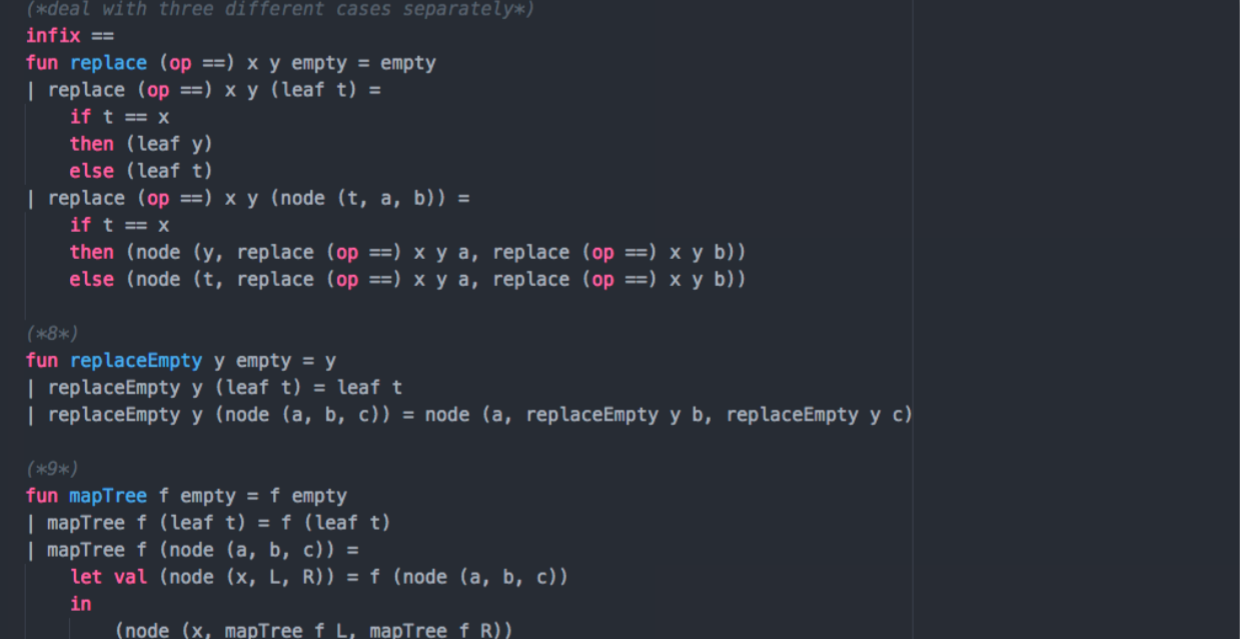 (*deal with three different cases separately*)
infix ==
fun replace (op ==) x y empty = empty
| replace (op ==) x y (leaf t) =
    if t == x
    then (leaf y)
    else (leaf t)
| replace (op ==) x y (node (t, a, b)) =
    if t == x
    then (node (y, replace (op ==) x y a, replace (op ==) x y b))
    else (node (t, replace (op ==) x y a, replace (op ==) x y b))

(*8*)
fun replaceEmpty y empty = y
| replaceEmpty y (leaf t) = leaf t
| replaceEmpty y (node (a, b, c)) = node (a, replaceEmpty y b, replaceEmpty y c)

(*9*)
fun mapTree f empty = f empty
| mapTree f (leaf t) = f (leaf t)
| mapTree f (node (a, b, c)) =
    let val (node (x, L, R)) = f (node (a, b, c))
    in
        (node (x, mapTree f L, mapTree f R))